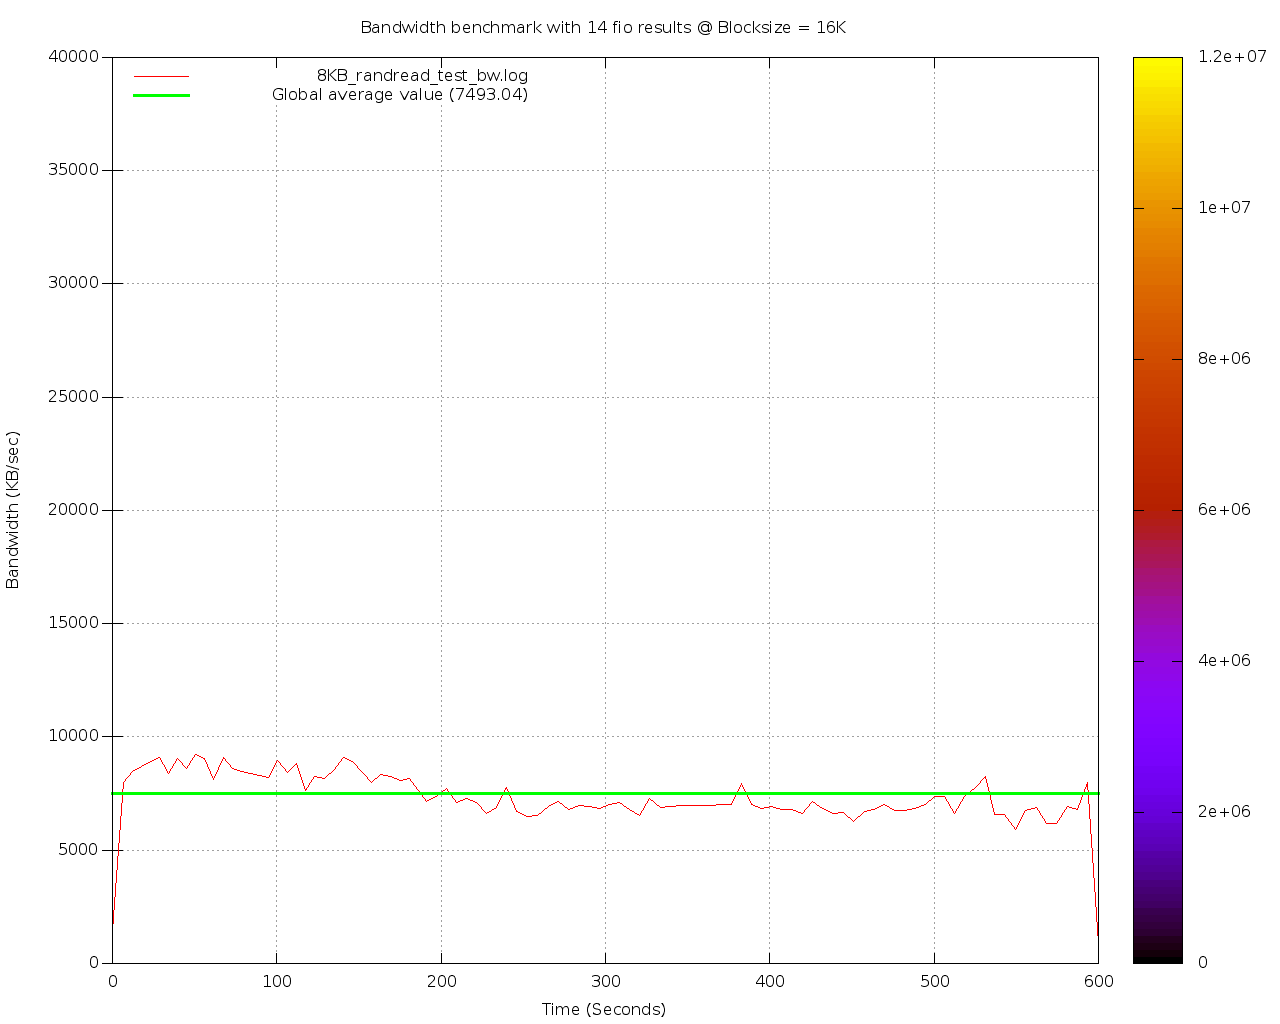 Bandwidth benchmark with 14 fio results @ Blocksize = 16K
8KB_randread_test_bw.log
Global average value (7493.04)
40000
35000
30000
25000
20000
15000
10000
5000
0
Bandwidth (KB/sec)
0 100 200 300 400 500 600
Time (Seconds)
1.2e+07
1e+07
8e+06
6e+06
4e+06
2e+06
0